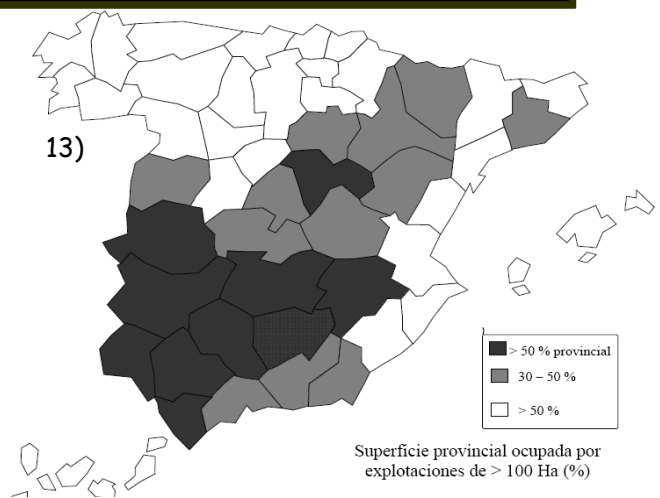 13)
> 50 % provincial
30 – 50 %
> 50 %
Superficie provincial ocupada por
explotaciones de > 100 Ha (%)